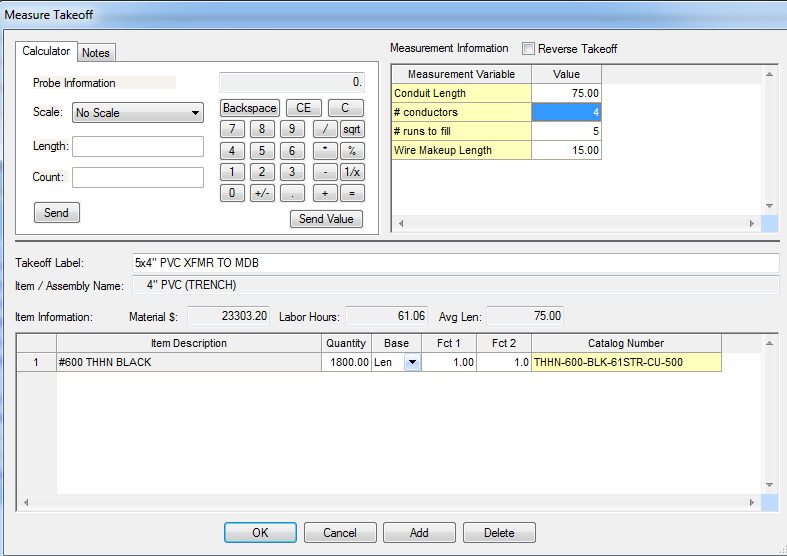 Measure Takeoff
Calculator Notes
Probe Information
0.
Scale: No Scale
Backspace CE C
7 8 9 / sqrt
Length:
4 5 6 * %
Count:
1 2 3 - 1/x
0 +/- . + =
Send
Send Value
Measurement Information Reverse Takeoff
Measurement Variable Value
Conduit Length 75.00
# conductors 4
# runs to fill 5
Wire Makeup Length 15.00
Takeoff Label: 5x4" PVC XFMR TO MDB
Item / Assembly Name: 4" PVC (TRENCH)
Item Information: Material $: 23303.20 Labor Hours: 61.06 Avg Len: 75.00
Item Description Quantity Base Fct 1 Fct 2 Catalog Number
1 #600 THHN BLACK 1800.00 Len 1.00 1.0 THHN-600-BLK-61STR-CU-500
OK Cancel Add Delete